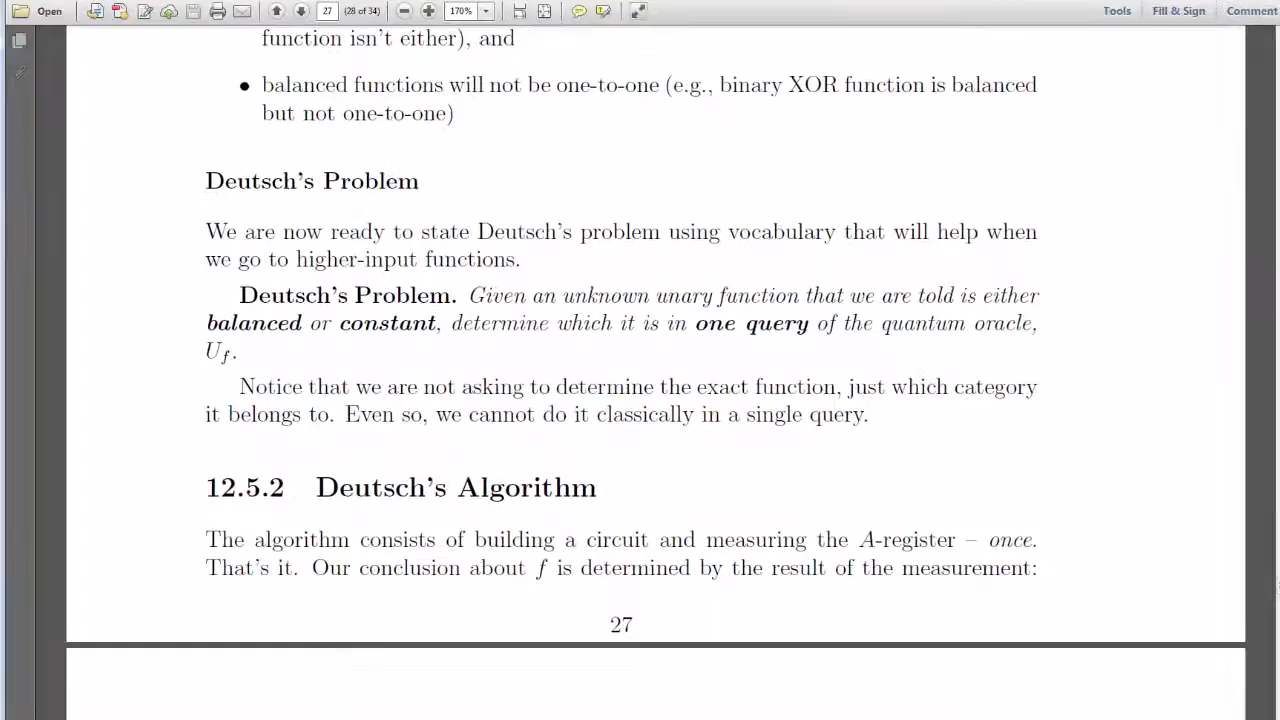 Open
27
(28 of 34)
170%
Tools
Fill & Sign
Comment
function isn't either), and
• balanced functions will not be one-to-one (e.g., binary XOR function is balanced
but not one-to-one)
Deutsch's Problem
We are now ready to state Deutsch's problem using vocabulary that will help when
we go to higher-input functions.
Deutsch's Problem. Given an unknown unary function that we are told is either
balanced or constant, determine which it is in one query of the quantum oracle,
U_f.
Notice that we are not asking to determine the exact function, just which category
it belongs to. Even so, we cannot do it classically in a single query.
12.5.2 Deutsch's Algorithm
The algorithm consists of building a circuit and measuring the A-register – once.
That's it. Our conclusion about f is determined by the result of the measurement:
27